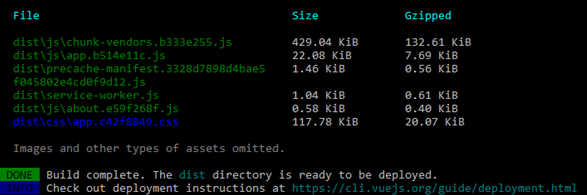 File Size Gzipped
dist\js\chunk-vendors.b333e255.js 429.04 KiB 132.61 KiB
dist\js\app.b514e11c.js 22.08 KiB 7.69 KiB
dist\precache-manifest.3328d7898d4bae5 1.46 KiB 0.56 KiB
f045802e4cd0f9d12.js
dist\service-worker.js 1.04 KiB 0.61 KiB
dist\js\about.e59f268f.js 0.58 KiB 0.40 KiB
dist\css\app.c42f8849.css 117.78 KiB 20.07 KiB
Images and other types of assets omitted.
DONE Build complete. The dist directory is ready to be deployed.
INFO Check out deployment instructions at https://cli.vuejs.org/guide/deployment.html